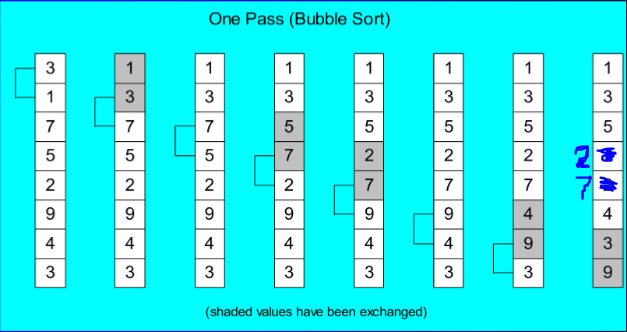 One Pass (Bubble Sort)
3 1 1 1 1 1 1 1
1 3 3 3 3 3 3 3
7 7 7 5 5 5 5 5
5 5 5 7 2 2 2 2
2 2 2 2 7 7 7 7
9 9 9 9 9 9 4 4
4 4 4 4 4 4 9 3
3 3 3 3 3 3 3 9
(shaded values have been exchanged)